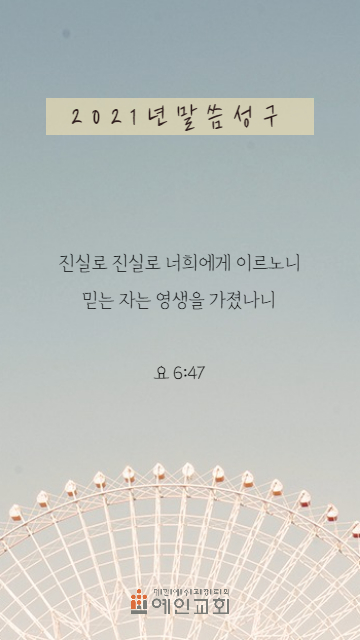 2021년말씀성구
진실로 진실로 너희에게 이르노니
믿는 자는 영생을 가졌나니
요 6:47
예인교회